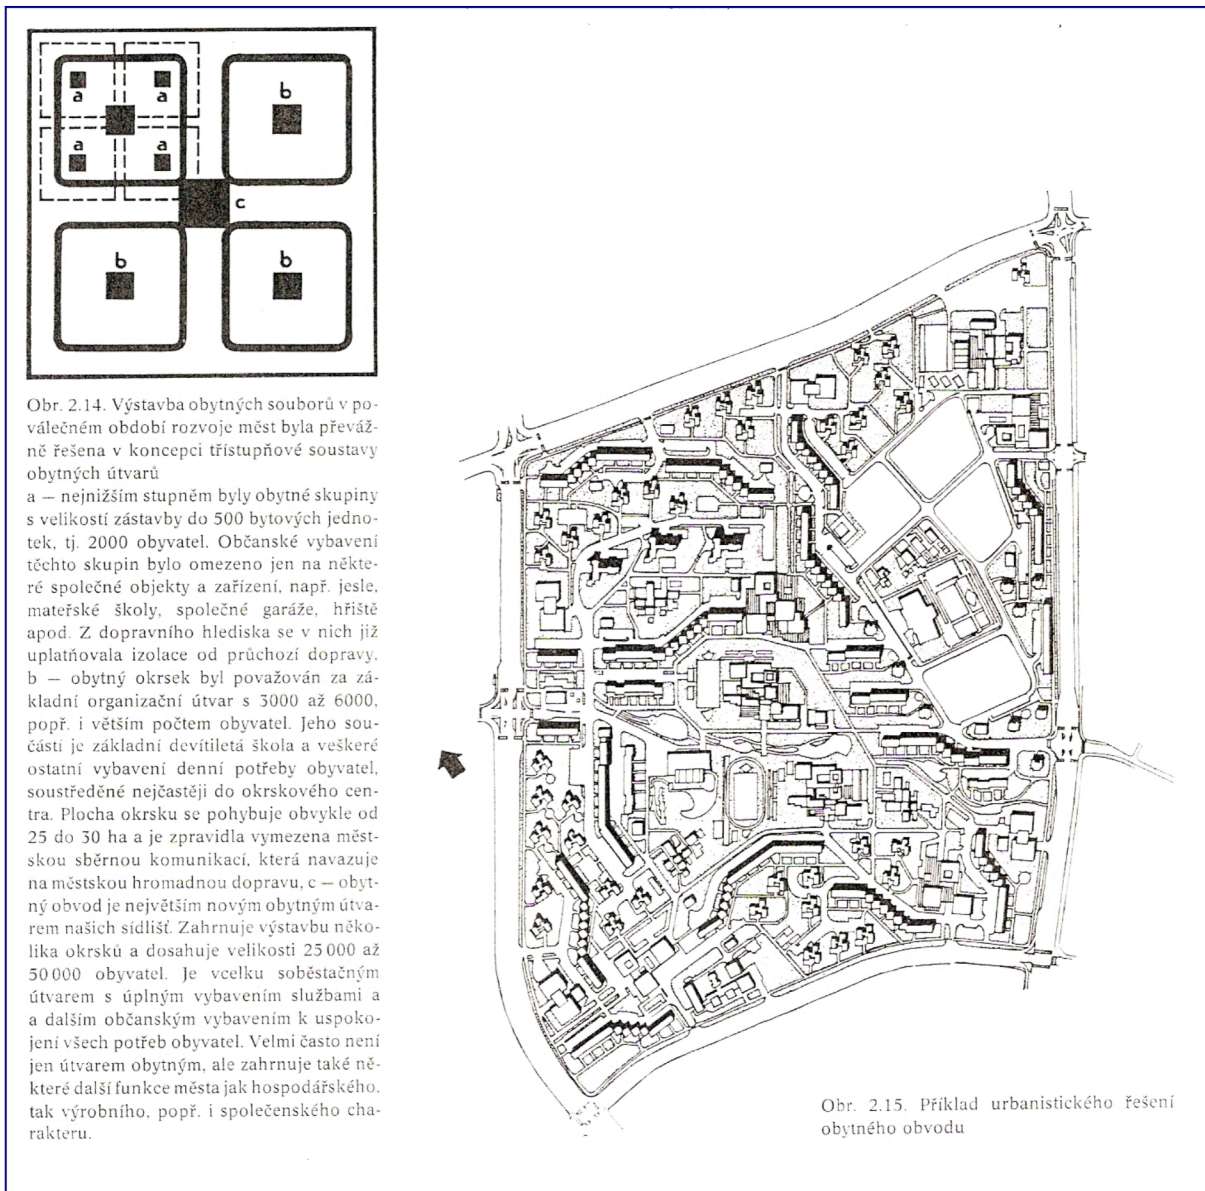 a a b
a a
c
b b
Obr. 2.14. Výstavba obytných souborů v po-
válečném období rozvoje měst byla převáž-
ně řešena v koncepci třístupňové soustavy
obytných útvarů
a — nejnižším stupněm byly obytné skupiny
s velikostí zástavby do 500 bytových jedno-
tek, tj. 2000 obyvatel. Občanské vybavení
těchto skupin bylo omezeno jen na někte-
ré společné objekty a zařízení, např. jesle,
mateřské školy, společné garáže, hřiště
apod. Z dopravního hlediska se v nich již
uplatňovala izolace od průchozí dopravy,
b — obytný okrsek byl považován za zá-
kladní organizační útvar s 3000 až 6000,
popř. i větším počtem obyvatel. Jeho sou-
částí je základní devítiletá škola a veškeré
ostatní vybavení denní potřeby obyvatel,
soustředěné nejčastěji do okrskového cen-
tra. Plocha okrsku se pohybuje obvykle od
25 do 30 ha a je zpravidla vymezena měst-
skou sběrnou komunikací, která navazuje
na městskou hromadnou dopravu, c — obyt-
ný obvod je největším novým obytným útva-
rem našich sídlišť. Zahrnuje výstavbu něko-
lika okrsků a dosahuje velikosti 25 000 až
50 000 obyvatel. Je vcelku soběstačným
útvarem s úplným vybavením službami a
a dalším občanským vybavením k uspoko-
jení všech potřeb obyvatel. Velmi často není
jen útvarem obytným, ale zahrnuje také ně-
které další funkce města jak hospodářského,
tak výrobního, popř. i společenského cha-
rakteru.
Obr. 2.15. Příklad urbanistického řešení
obytného obvodu